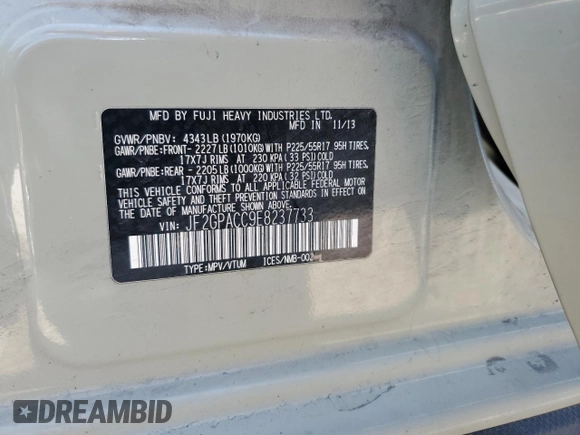 MFD BY FUJI HEAVY INDUSTRIES LTD.
MFD IN 11/13
GVWR/PNBV: 4343LB (1970KG)
GAWR/PNBE:FRONT- 2227LB (1010KG)WITH P225/55R17 95H TIRES,
17X7J RIMS AT 230 KPA (33 PSI)COLD
GAWR/PNBE:REAR - 2205LB (1000KG)WITH P225/55R17 95H TIRES,
17X7J RIMS AT 220 KPA (32 PSI)COLD
THIS VEHICLE CONFORMS TO ALL APPLICABLE FEDERAL MOTOR
VEHICLE SAFETY AND THEFT PREVENTION STANDARDS IN
EFFECT ON THE DATE OF MANUFACTURE SHOWN ABOVE.
VIN: JF2GPACC9E8237733
TYPE:MPV/VTUM ICES/NMB-002
DREAMBID